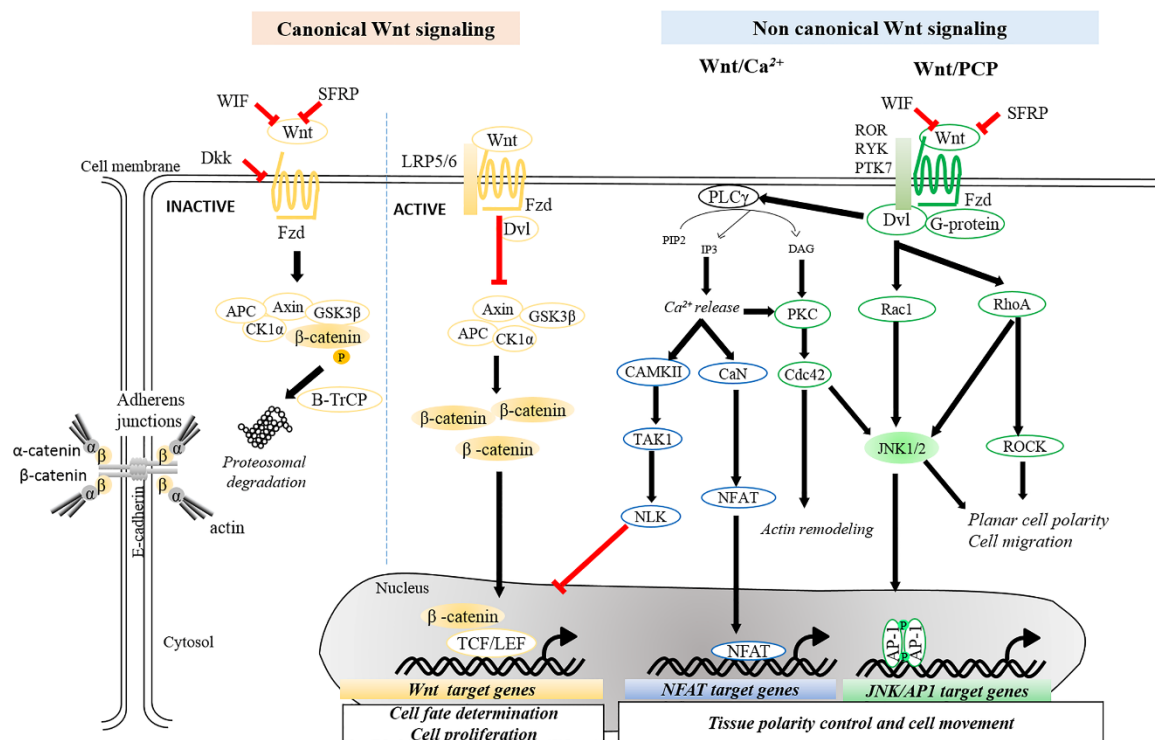 Canonical Wnt signaling
Non canonical Wnt signaling
Wnt/Ca²⁺
Wnt/PCP
WIF
SFRP
Wnt
Dkk
Cell membrane
INACTIVE
Fzd
APC
Axin
GSK3β
CK1α
β-catenin
P
B-TrCP
Proteosomal
degradation
Adherens
junctions
α-catenin
β-catenin
α
β
β
α
α
β
β
α
actin
E-cadherin
Cytosol
LRP5/6
Wnt
ACTIVE
Fzd
Dvl
Axin
GSK3β
APC
CK1α
β-catenin
β-catenin
β -catenin
Nucleus
β -catenin
TCF/LEF
Wnt target genes
Cell fate determination
Cell proliferation
WIF
SFRP
Wnt
ROR
RYK
PTK7
Fzd
Dvl
G-protein
PLCγ
PIP2
IP3
DAG
Ca²⁺ release
PKC
Rac1
RhoA
CAMKII
CaN
Cdc42
TAK1
JNK1/2
ROCK
NLK
NFAT
Actin remodeling
Planar cell polarity
Cell migration
NFAT
AP-1
P
P
AP-1
NFAT target genes
JNK/AP1 target genes
Tissue polarity control and cell movement